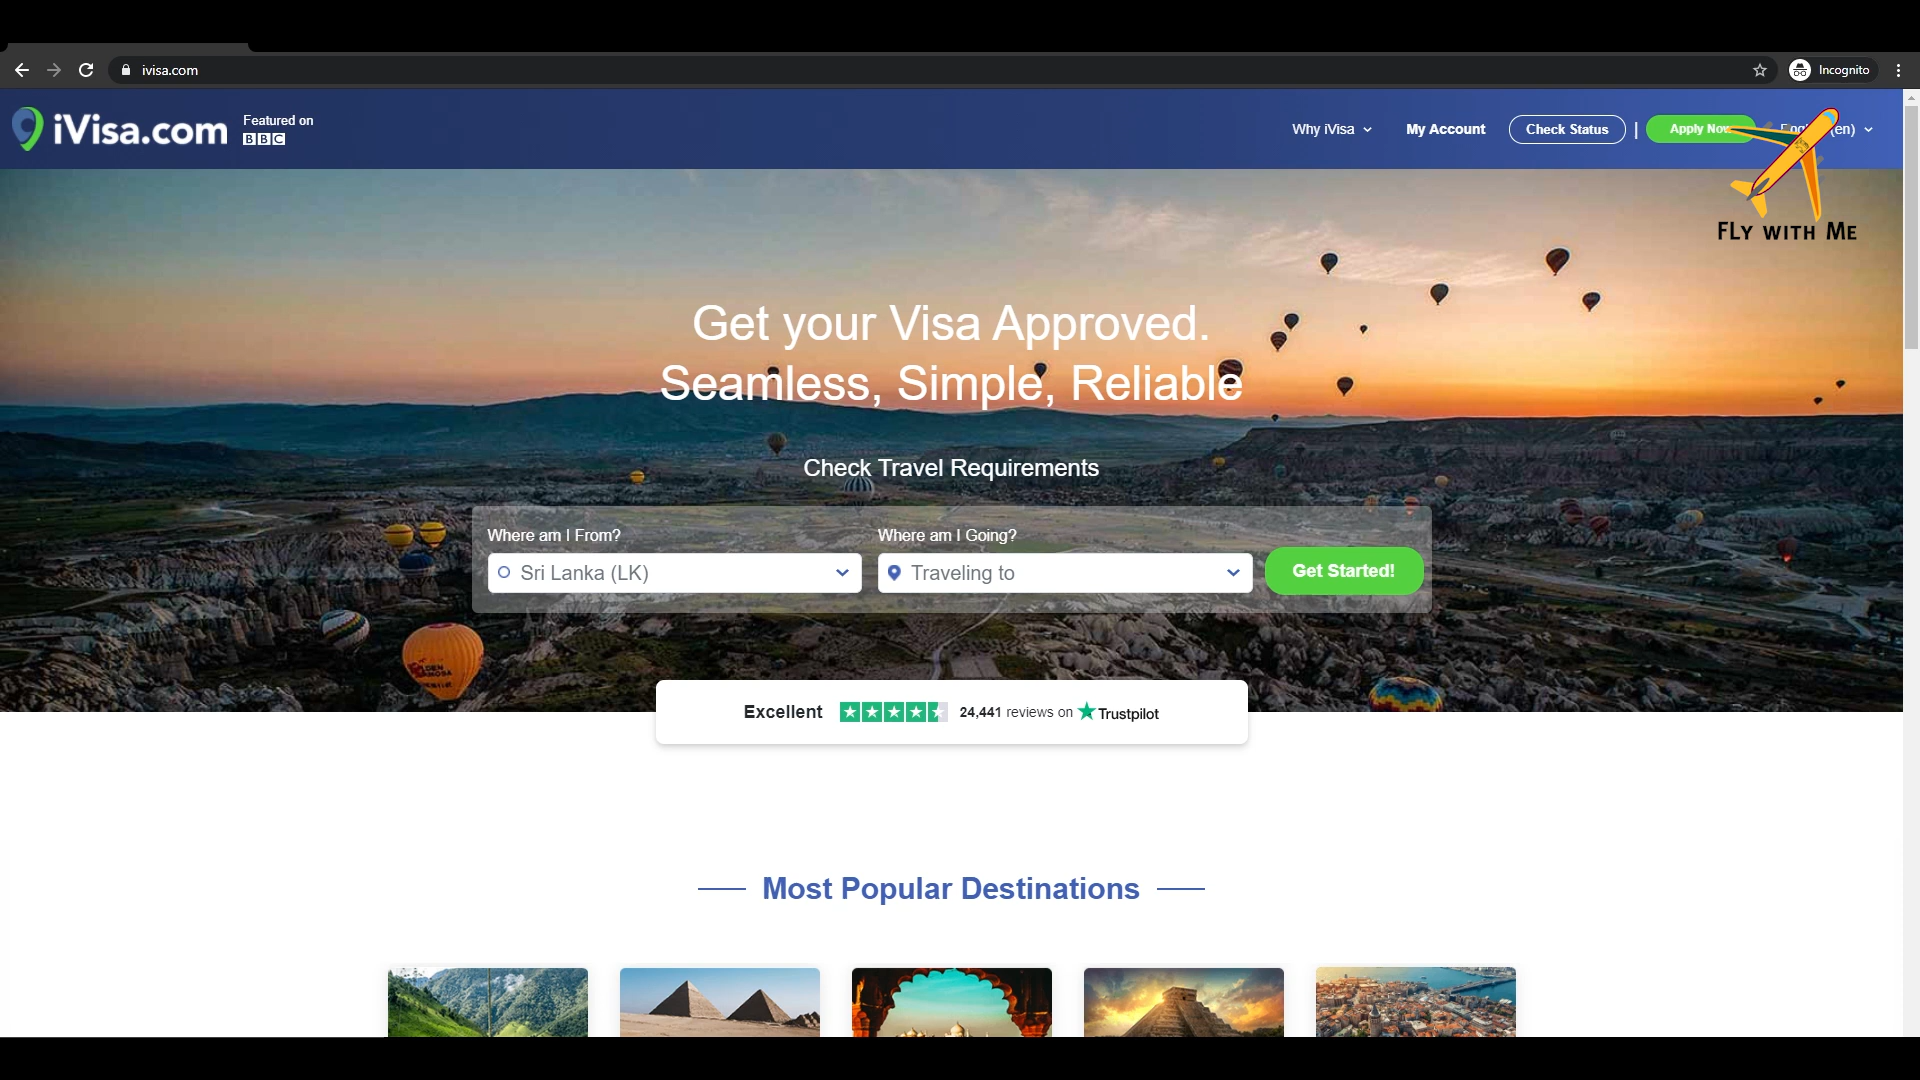 ivisa.com
Incognito
iVisa.com
Featured on
BBC
Why iVisa
My Account
Check Status
|
Apply Now
(en)
FLY WITH ME
Get your Visa Approved.
Seamless, Simple, Reliable
Check Travel Requirements
Where am I From?
Where am I Going?
Sri Lanka (LK)
Traveling to
Get Started!
Excellent
24,441 reviews on Trustpilot
Most Popular Destinations